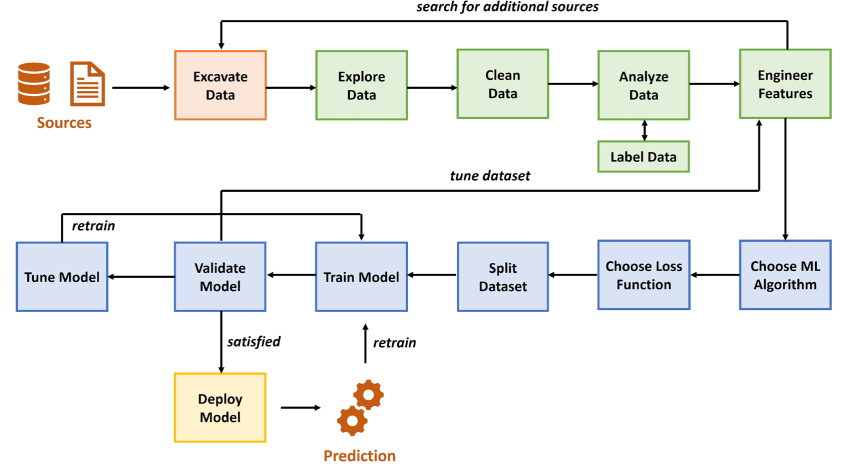 search for additional sources
Excavate
Data
Explore
Data
Clean
Data
Analyze
Data
Engineer
Features
Sources
Label Data
tune dataset
retrain
Tune Model
Validate
Model
Train Model
Split
Dataset
Choose Loss
Function
Choose ML
Algorithm
satisfied
retrain
Deploy
Model
Prediction